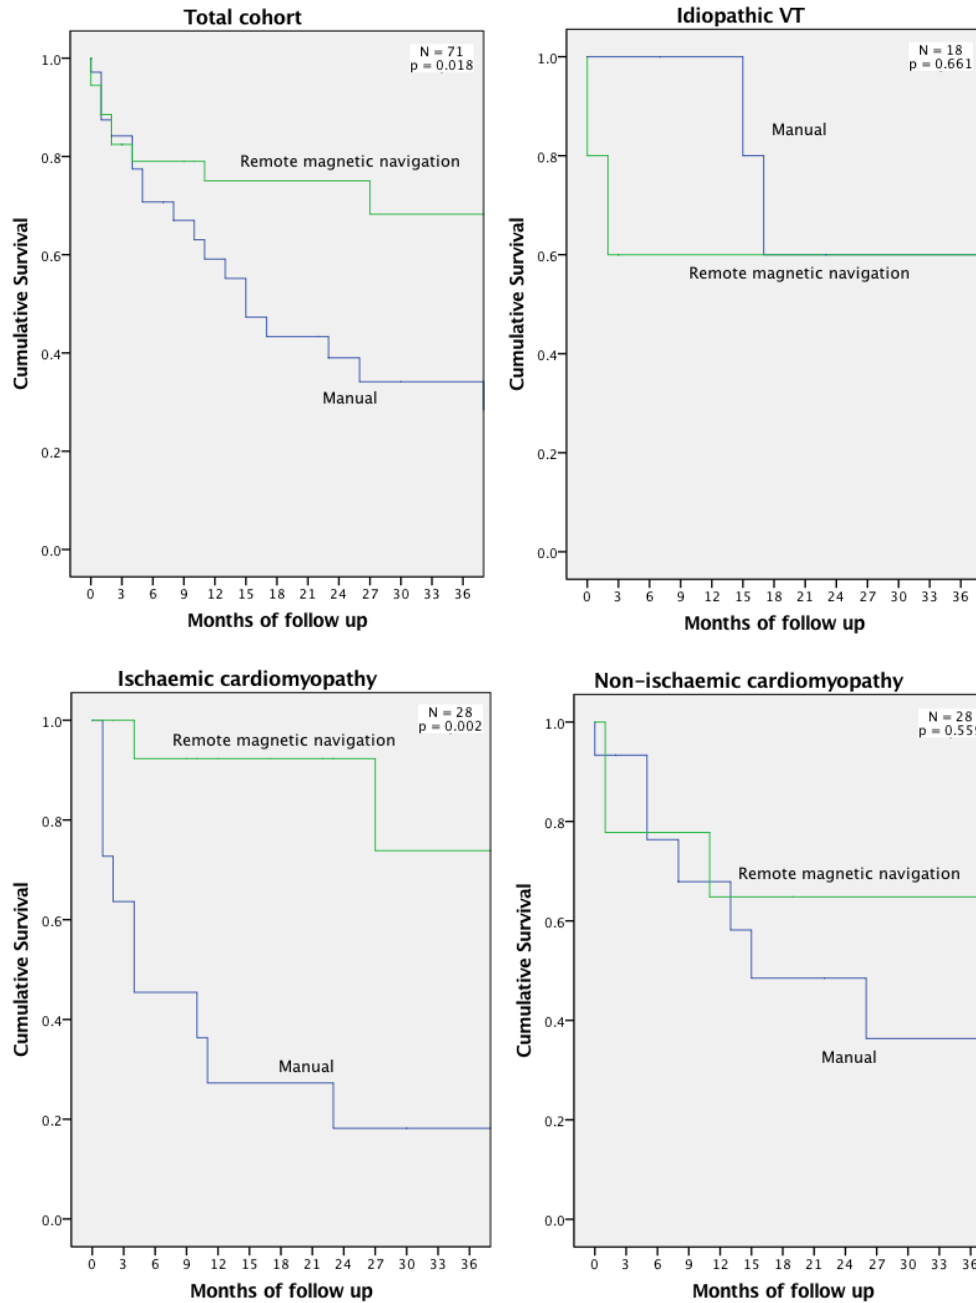 Total cohort
N = 71
p = 0.018
1.0
0.8
0.6
0.4
0.2
0.0
Remote magnetic navigation
Manual
Cumulative Survival
0 3 6 9 12 15 18 21 24 27 30 33 36
Months of follow up
Idiopathic VT
N = 18
p = 0.661
1.0
0.8
0.6
0.4
0.2
0.0
Manual
Remote magnetic navigation
Cumulative Survival
0 3 6 9 12 15 18 21 24 27 30 33 36
Months of follow up
Ischaemic cardiomyopathy
N = 28
p = 0.002
1.0
0.8
0.6
0.4
0.2
0.0
Remote magnetic navigation
Manual
Cumulative Survival
0 3 6 9 12 15 18 21 24 27 30 33 36
Months of follow up
Non-ischaemic cardiomyopathy
N = 28
p = 0.559
1.0
0.8
0.6
0.4
0.2
0.0
Remote magnetic navigation
Manual
Cumulative Survival
0 3 6 9 12 15 18 21 24 27 30 33 36
Months of follow up